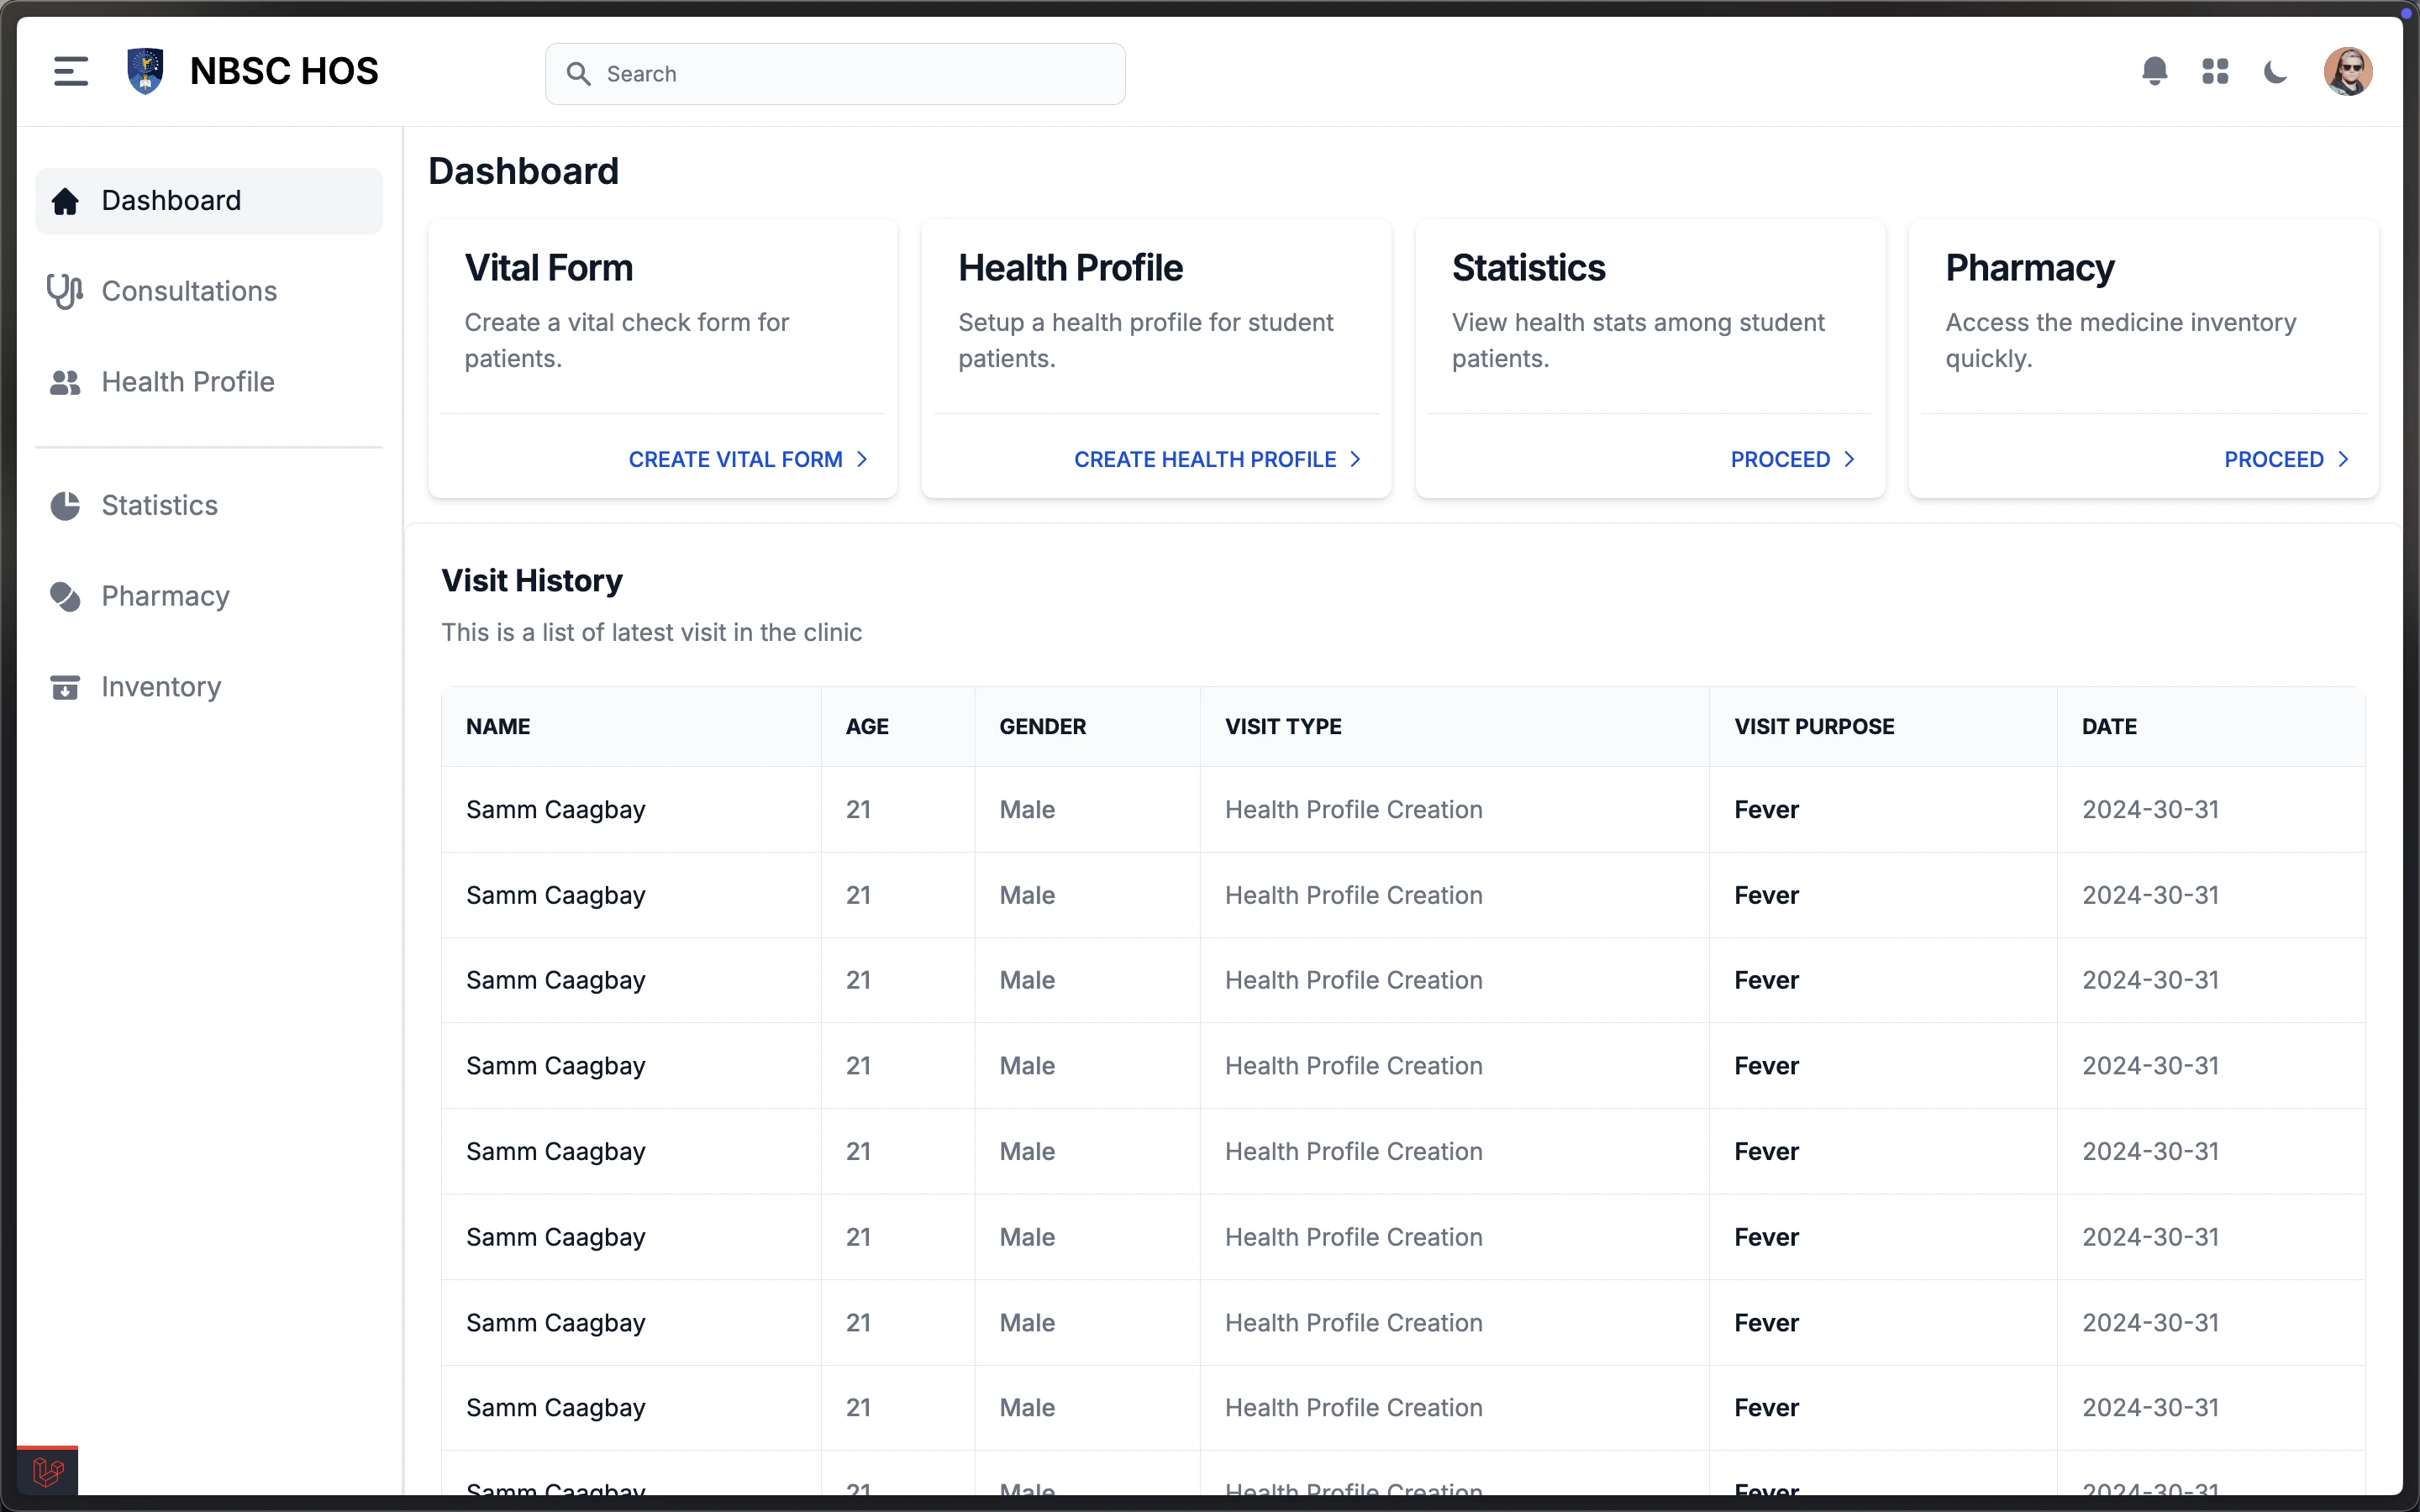 NBSC HOS
Search
Dashboard
Consultations
Health Profile
Statistics
Pharmacy
Inventory
Dashboard
Vital Form
Create a vital check form for
patients.
CREATE VITAL FORM
Health Profile
Setup a health profile for student
patients.
CREATE HEALTH PROFILE
Statistics
View health stats among student
patients.
PROCEED
Pharmacy
Access the medicine inventory
quickly.
PROCEED
Visit History
This is a list of latest visit in the clinic
NAME AGE GENDER VISIT TYPE VISIT PURPOSE DATE
Samm Caagbay 21 Male Health Profile Creation Fever 2024-30-31
Samm Caagbay 21 Male Health Profile Creation Fever 2024-30-31
Samm Caagbay 21 Male Health Profile Creation Fever 2024-30-31
Samm Caagbay 21 Male Health Profile Creation Fever 2024-30-31
Samm Caagbay 21 Male Health Profile Creation Fever 2024-30-31
Samm Caagbay 21 Male Health Profile Creation Fever 2024-30-31
Samm Caagbay 21 Male Health Profile Creation Fever 2024-30-31
Samm Caagbay 21 Male Health Profile Creation Fever 2024-30-31
Samm Caagbay 21 Male Health Profile Creation Fever 2024-30-31